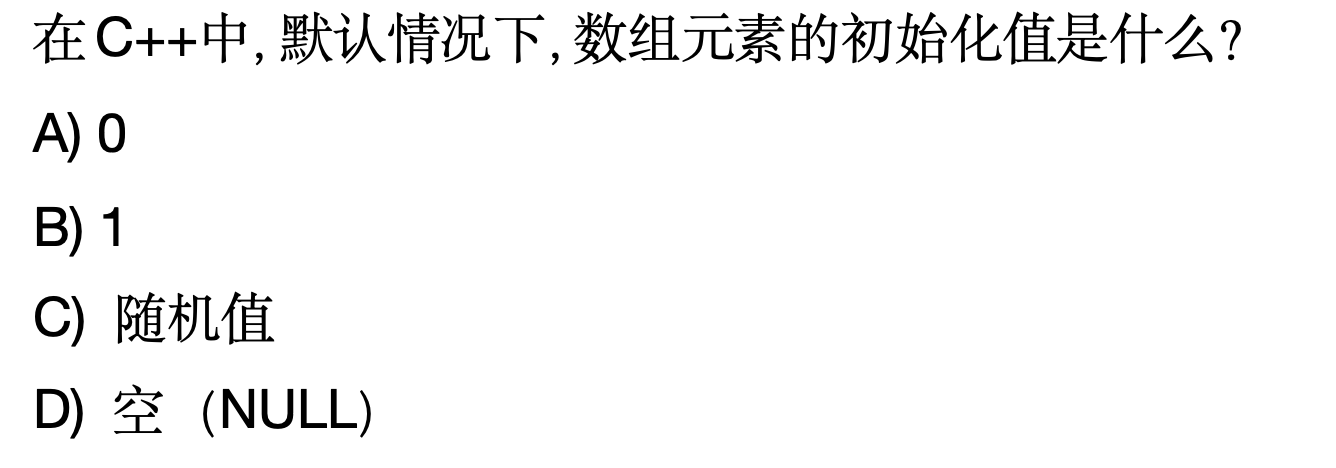 在C++中, 默认情况下, 数组元素的初始化值是什么?
A) 0
B) 1
C) 随机值
D) 空 (NULL)